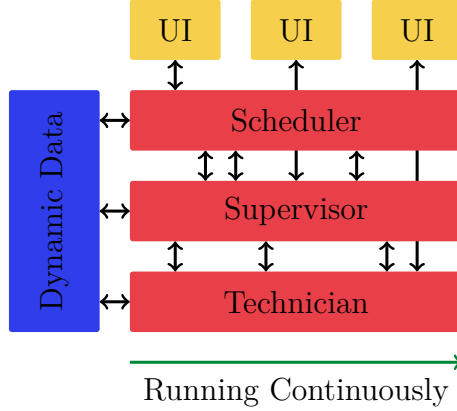 UI
UI
UI
Scheduler
Dynamic Data
Supervisor
Technician
Running Continuously